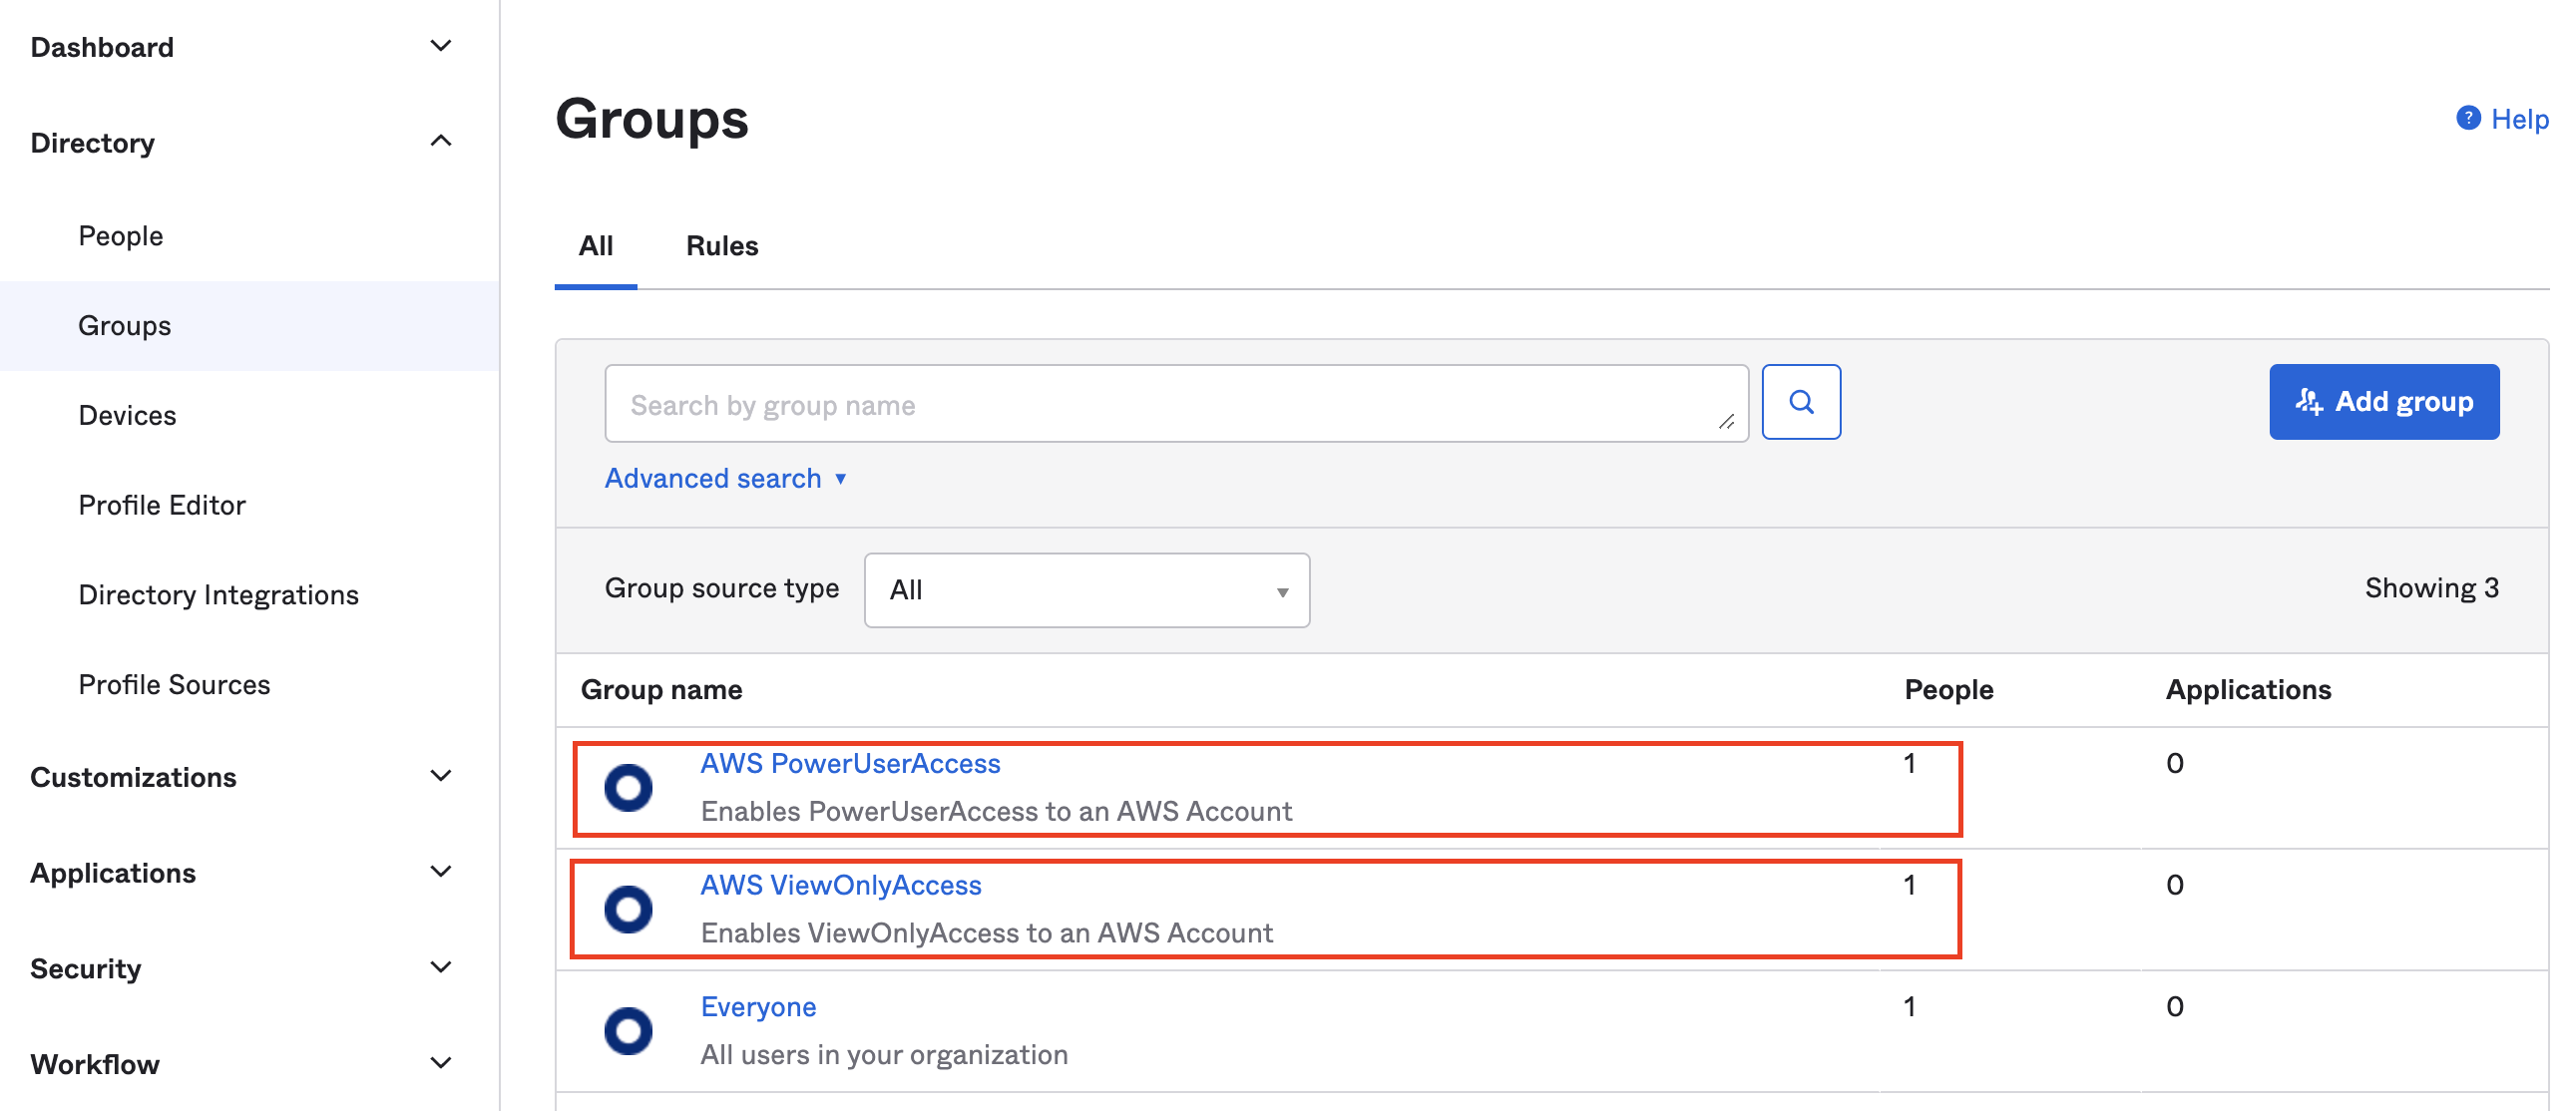 Dashboard
Directory
People
Groups
Devices
Profile Editor
Directory Integrations
Profile Sources
Customizations
Applications
Security
Workflow
Groups
? Help
All Rules
Search by group name
Add group
Advanced search ▼
Group source type All ▼ Showing 3
Group name People Applications
AWS PowerUserAccess 1 0
Enables PowerUserAccess to an AWS Account
AWS ViewOnlyAccess 1 0
Enables ViewOnlyAccess to an AWS Account
Everyone 1 0
All users in your organization